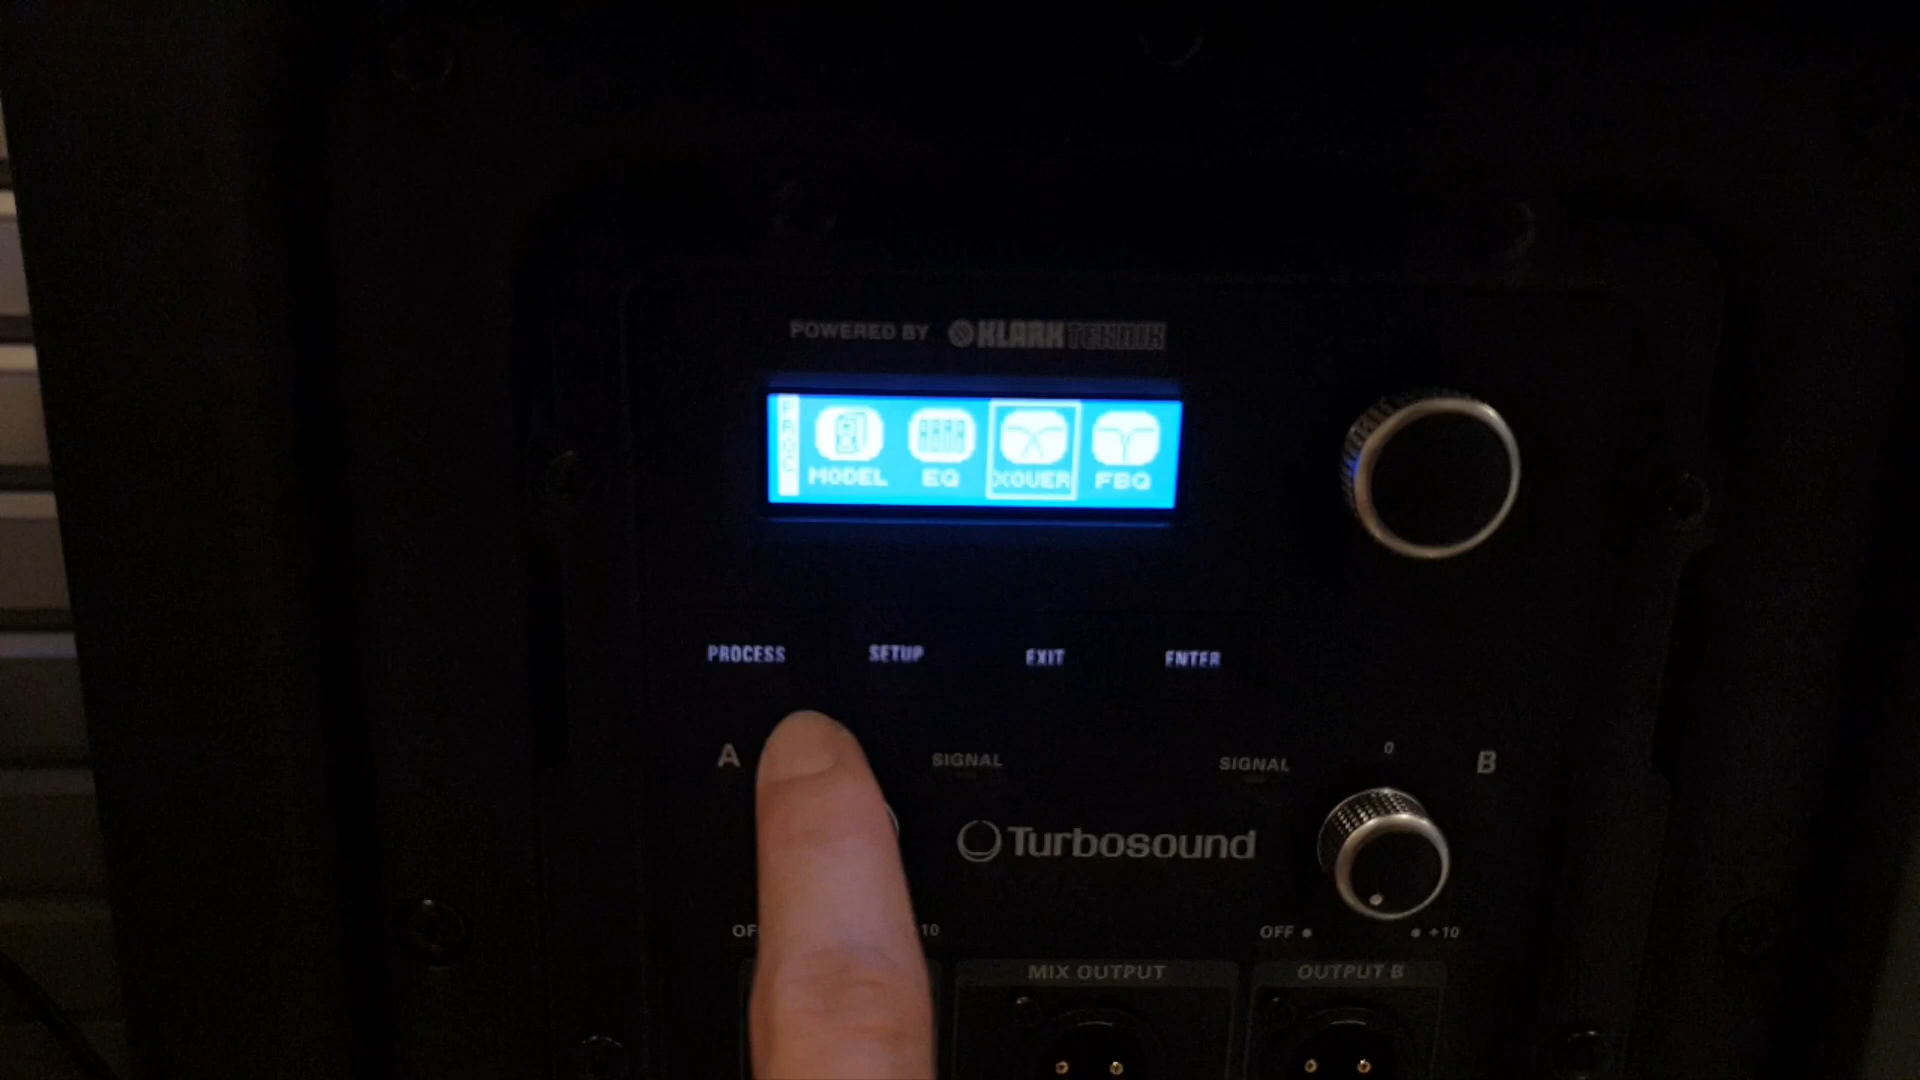 POWERED BY KLARK TEKNIK
PROC
MODEL EQ XOVER FBQ
PROCESS SETUP EXIT ENTER
A SIGNAL SIGNAL 0 B
Turbosound
10 OFF +10
MIX OUTPUT OUTPUT B